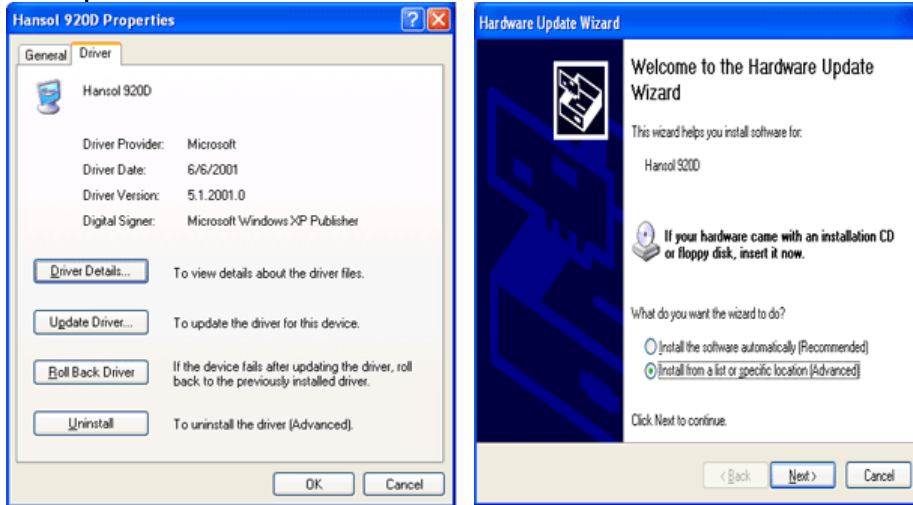 Hansol 920D Properties
General Driver
Hansol 920D
Driver Provider: Microsoft
Driver Date: 6/6/2001
Driver Version: 5.1.2001.0
Digital Signer: Microsoft Windows XP Publisher
Driver Details... To view details about the driver files.
Update Driver... To update the driver for this device.
Roll Back Driver If the device fails after updating the driver, roll
back to the previously installed driver.
Uninstall To uninstall the driver (Advanced).
OK Cancel
Hardware Update Wizard
Welcome to the Hardware Update
Wizard
This wizard helps you install software for:
Hansol 920D
If your hardware came with an installation CD
or floppy disk, insert it now.
What do you want the wizard to do?
Install the software automatically (Recommended)
Install from a list or specific location (Advanced)
Click Next to continue.
< Back Next > Cancel